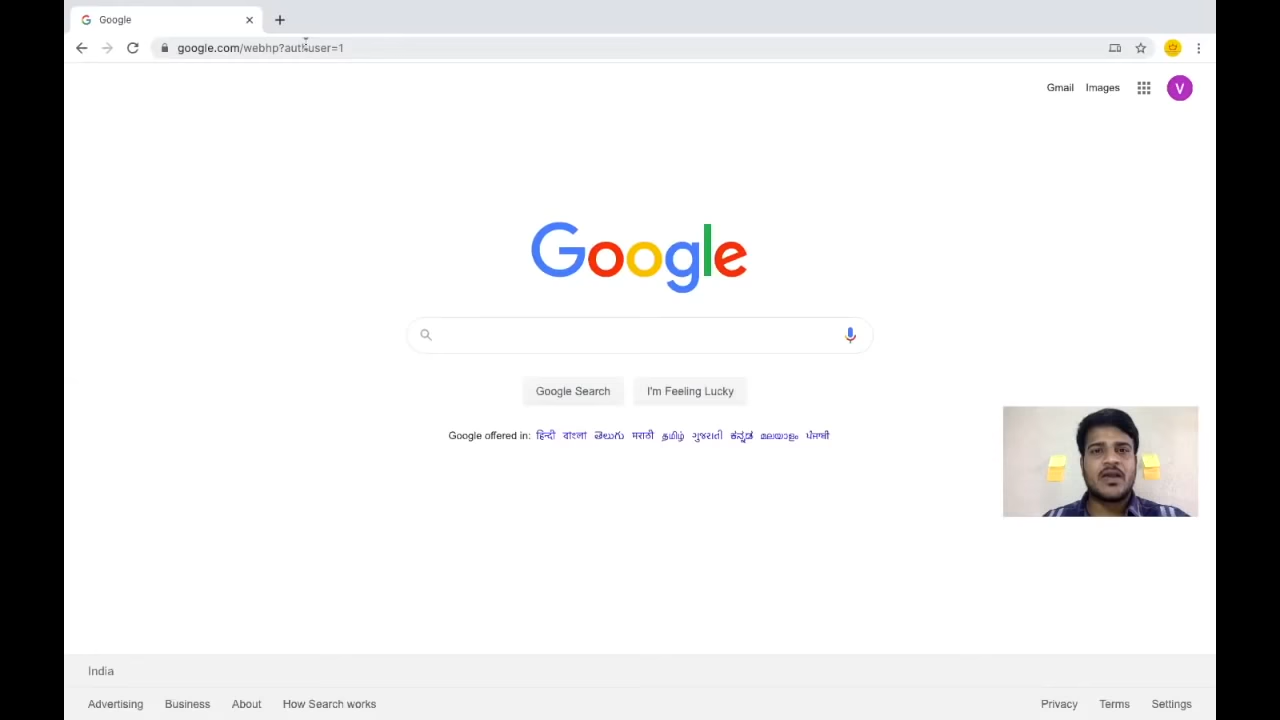 Google
google.com/webhp?authuser=1
Gmail Images V
Google
Google Search I'm Feeling Lucky
Google offered in: हिन्दी বাংলা తెలుగు मराठी தமிழ் ગુજરાતી ಕನ್ನಡ മലയാളം ਪੰਜਾਬੀ
India
Advertising Business About How Search works Privacy Terms Settings